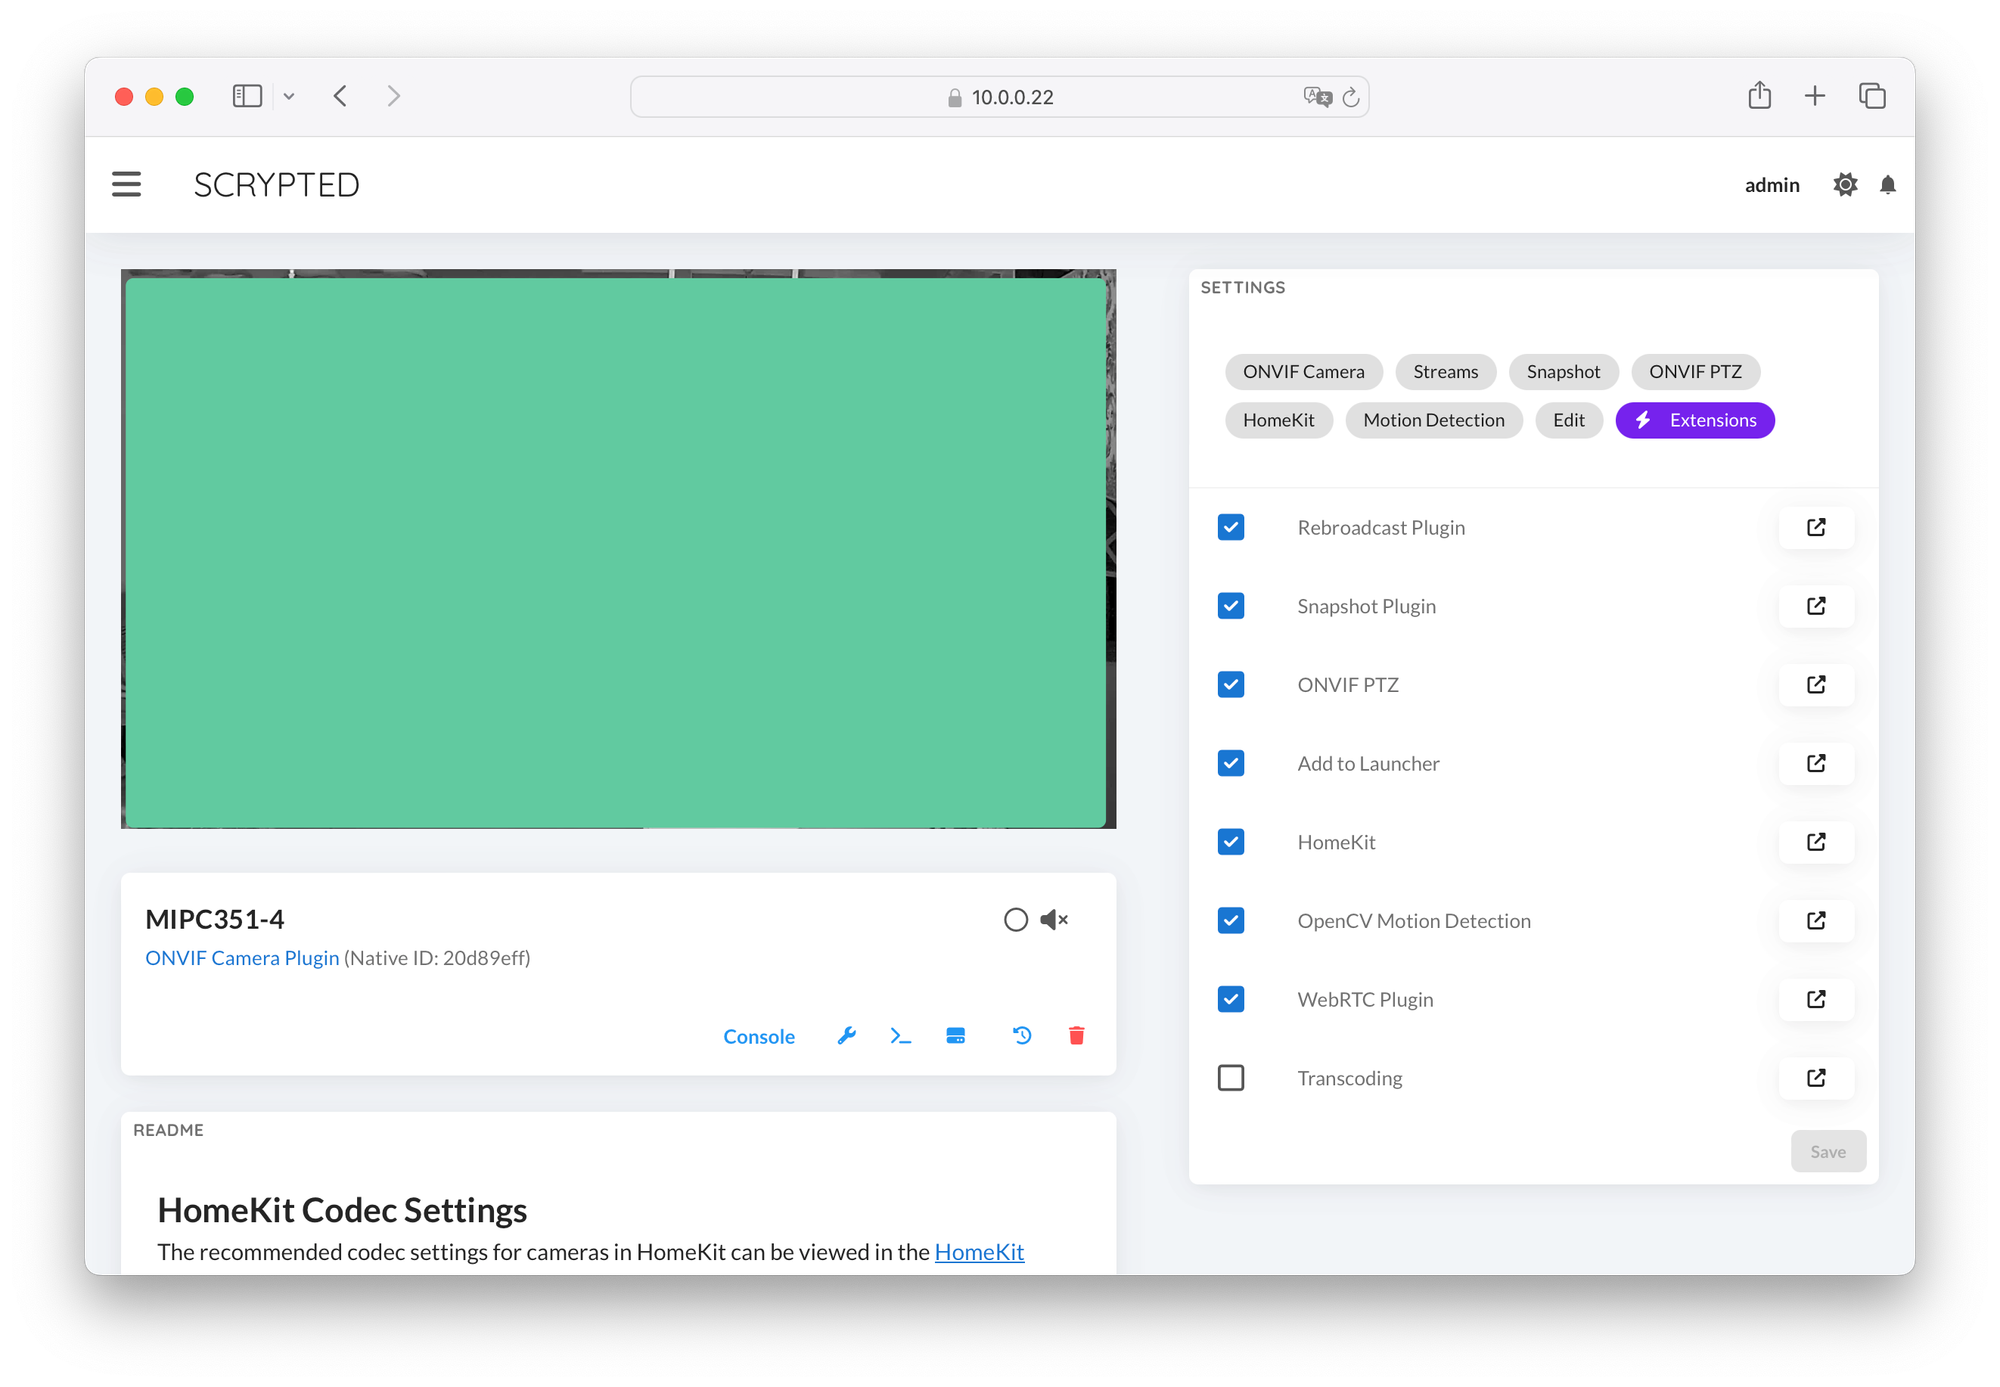 10.0.0.22
SCRYPTED
admin
SETTINGS
ONVIF Camera
Streams
Snapshot
ONVIF PTZ
HomeKit
Motion Detection
Edit
Extensions
Rebroadcast Plugin
Snapshot Plugin
ONVIF PTZ
Add to Launcher
HomeKit
OpenCV Motion Detection
WebRTC Plugin
Transcoding
Save
MIPC351-4
ONVIF Camera Plugin (Native ID: 20d89eff)
Console
README
HomeKit Codec Settings
The recommended codec settings for cameras in HomeKit can be viewed in the HomeKit